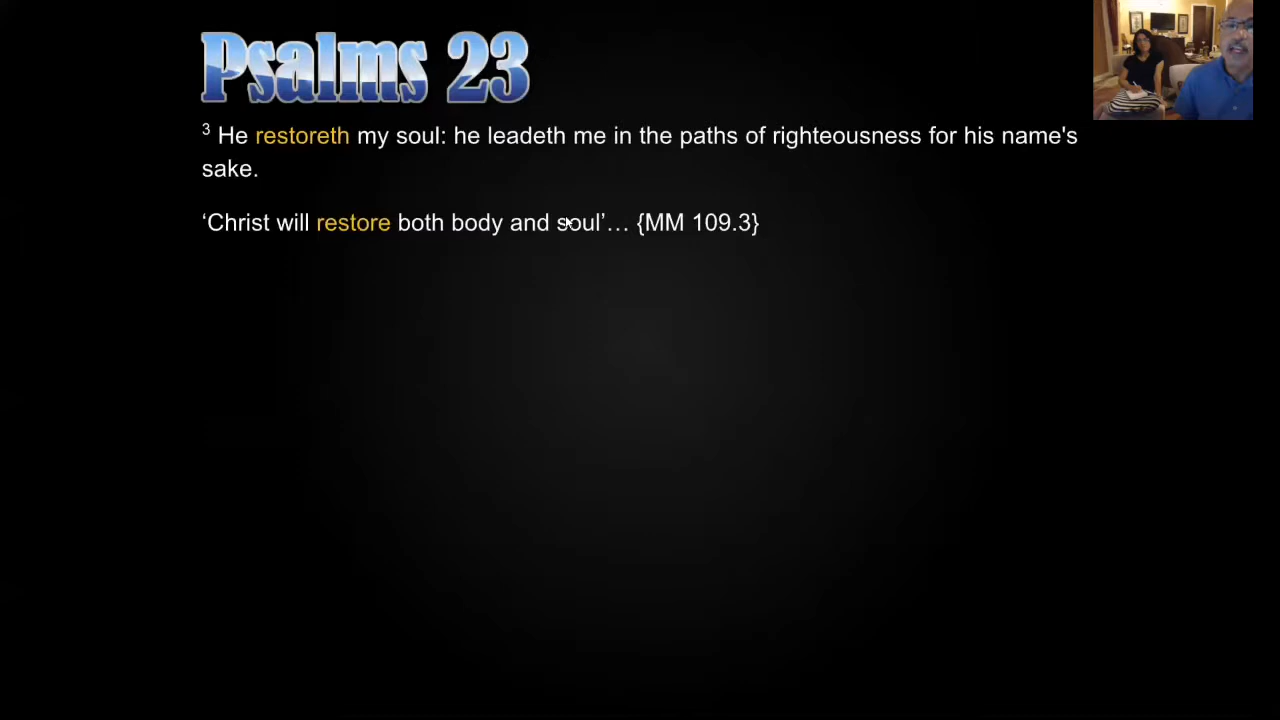 Psalms 23
3 He restoreth my soul: he leadeth me in the paths of righteousness for his name's
sake.
‘Christ will restore both body and soul’… {MM 109.3}